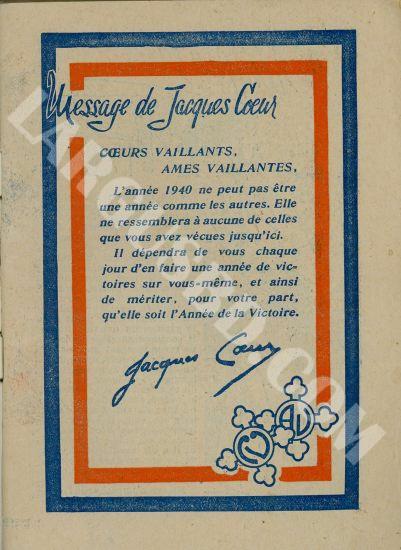 Message de Jacques Cœur
CŒURS VAILLANTS,
AMES VAILLANTES,
L'année 1940 ne peut pas être
une année comme les autres. Elle
ne ressemblera à aucune de celles
que vous avez vécues jusqu'ici.
Il dépendra de vous chaque
jour d'en faire une année de vic-
toires sur vous-même, et ainsi
de mériter, pour votre part,
qu'elle soit l'Année de la Victoire.
Jacques Cœur
CV
AV